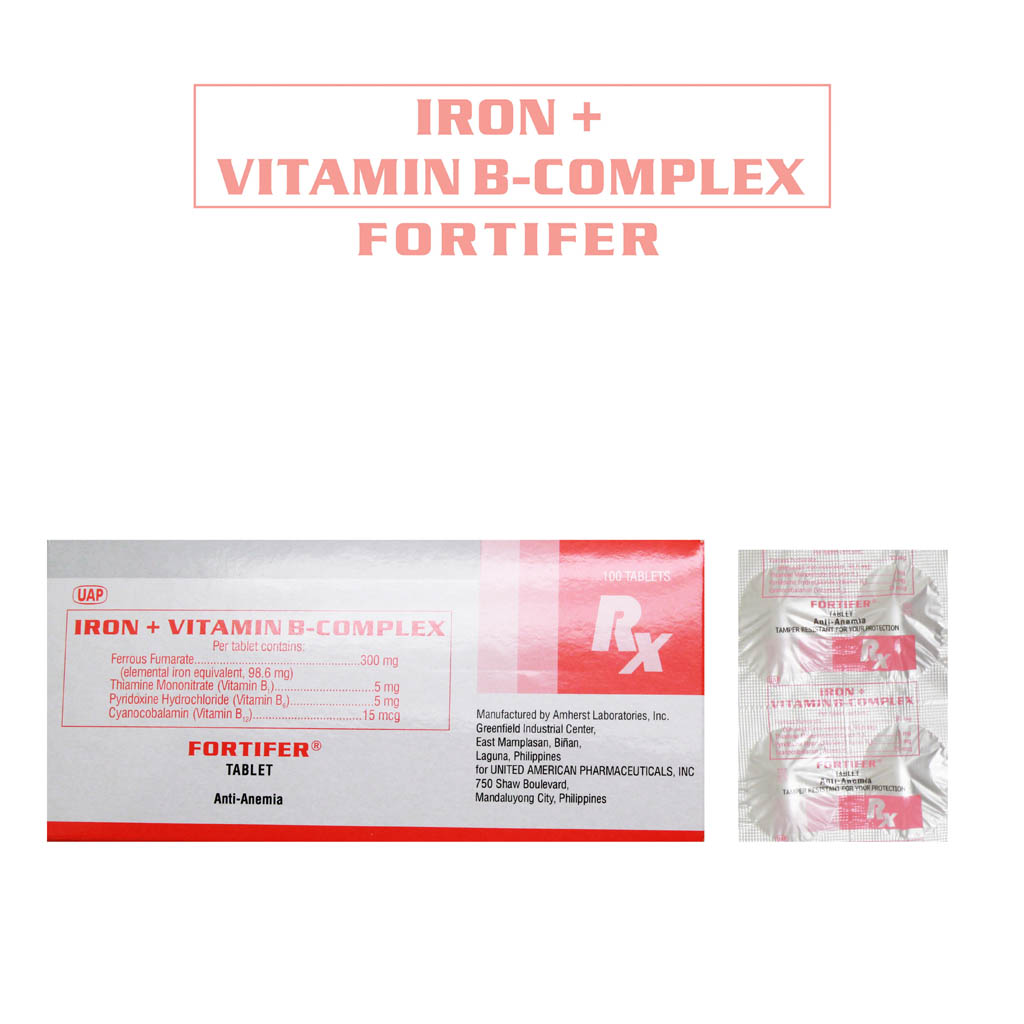 IRON +
VITAMIN B-COMPLEX
FORTIFER
UAP
IRON + VITAMIN B-COMPLEX
Per tablet contains:
Ferrous Fumarate..............................300 mg
(elemental iron equivalent, 98.6 mg)
Thiamine Mononitrate (Vitamin B₁)..................5 mg
Pyridoxine Hydrochloride (Vitamin B₆)...............5 mg
Cyanocobalamin (Vitamin B₁₂)......................15 mcg
FORTIFER®
TABLET
Anti-Anemia
100 TABLETS
Rx
Manufactured by Amherst Laboratories, Inc.
Greenfield Industrial Center,
East Mamplasan, Biñan,
Laguna, Philippines
for UNITED AMERICAN PHARMACEUTICALS, INC
750 Shaw Boulevard,
Mandaluyong City, Philippines
FORTIFER®
TABLET
Anti-Anemia
TAMPER RESISTANT FOR YOUR PROTECTION
Rx
IRON +
VITAMIN B-COMPLEX
FORTIFER®
TABLET
Anti-Anemia
TAMPER RESISTANT FOR YOUR PROTECTION
Rx